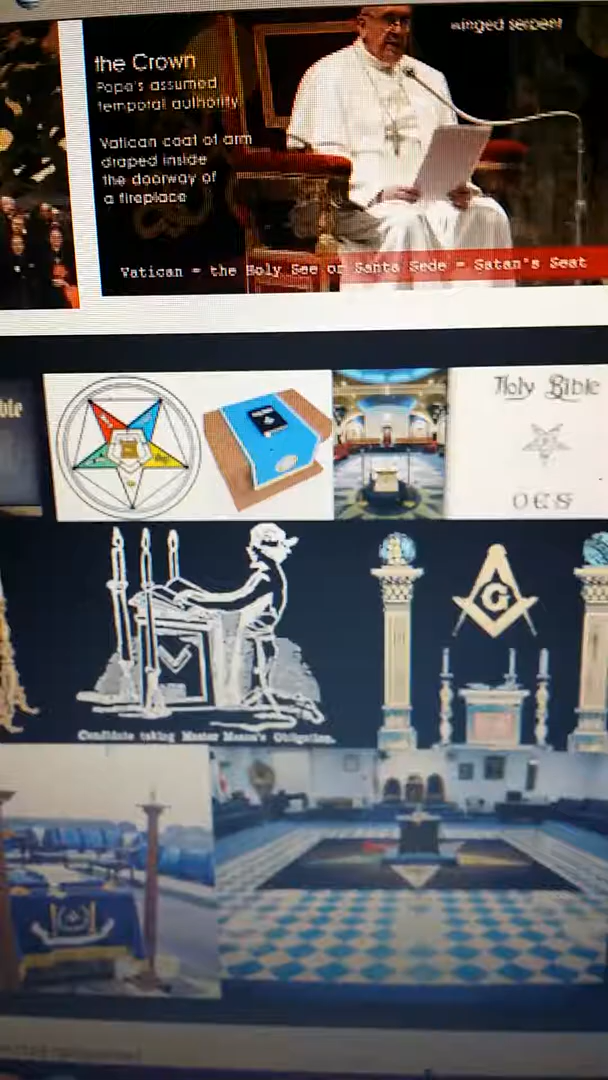 winged serpent
the Crown
Pope's assumed
temporal authority
Vatican coat of arm
draped inside
the doorway of
a fireplace
Vatican = the Holy See or Santa Sede = Satan's Seat
ble
Holy Bible
OES
G
Candidate taking Master Mason's Obligation.